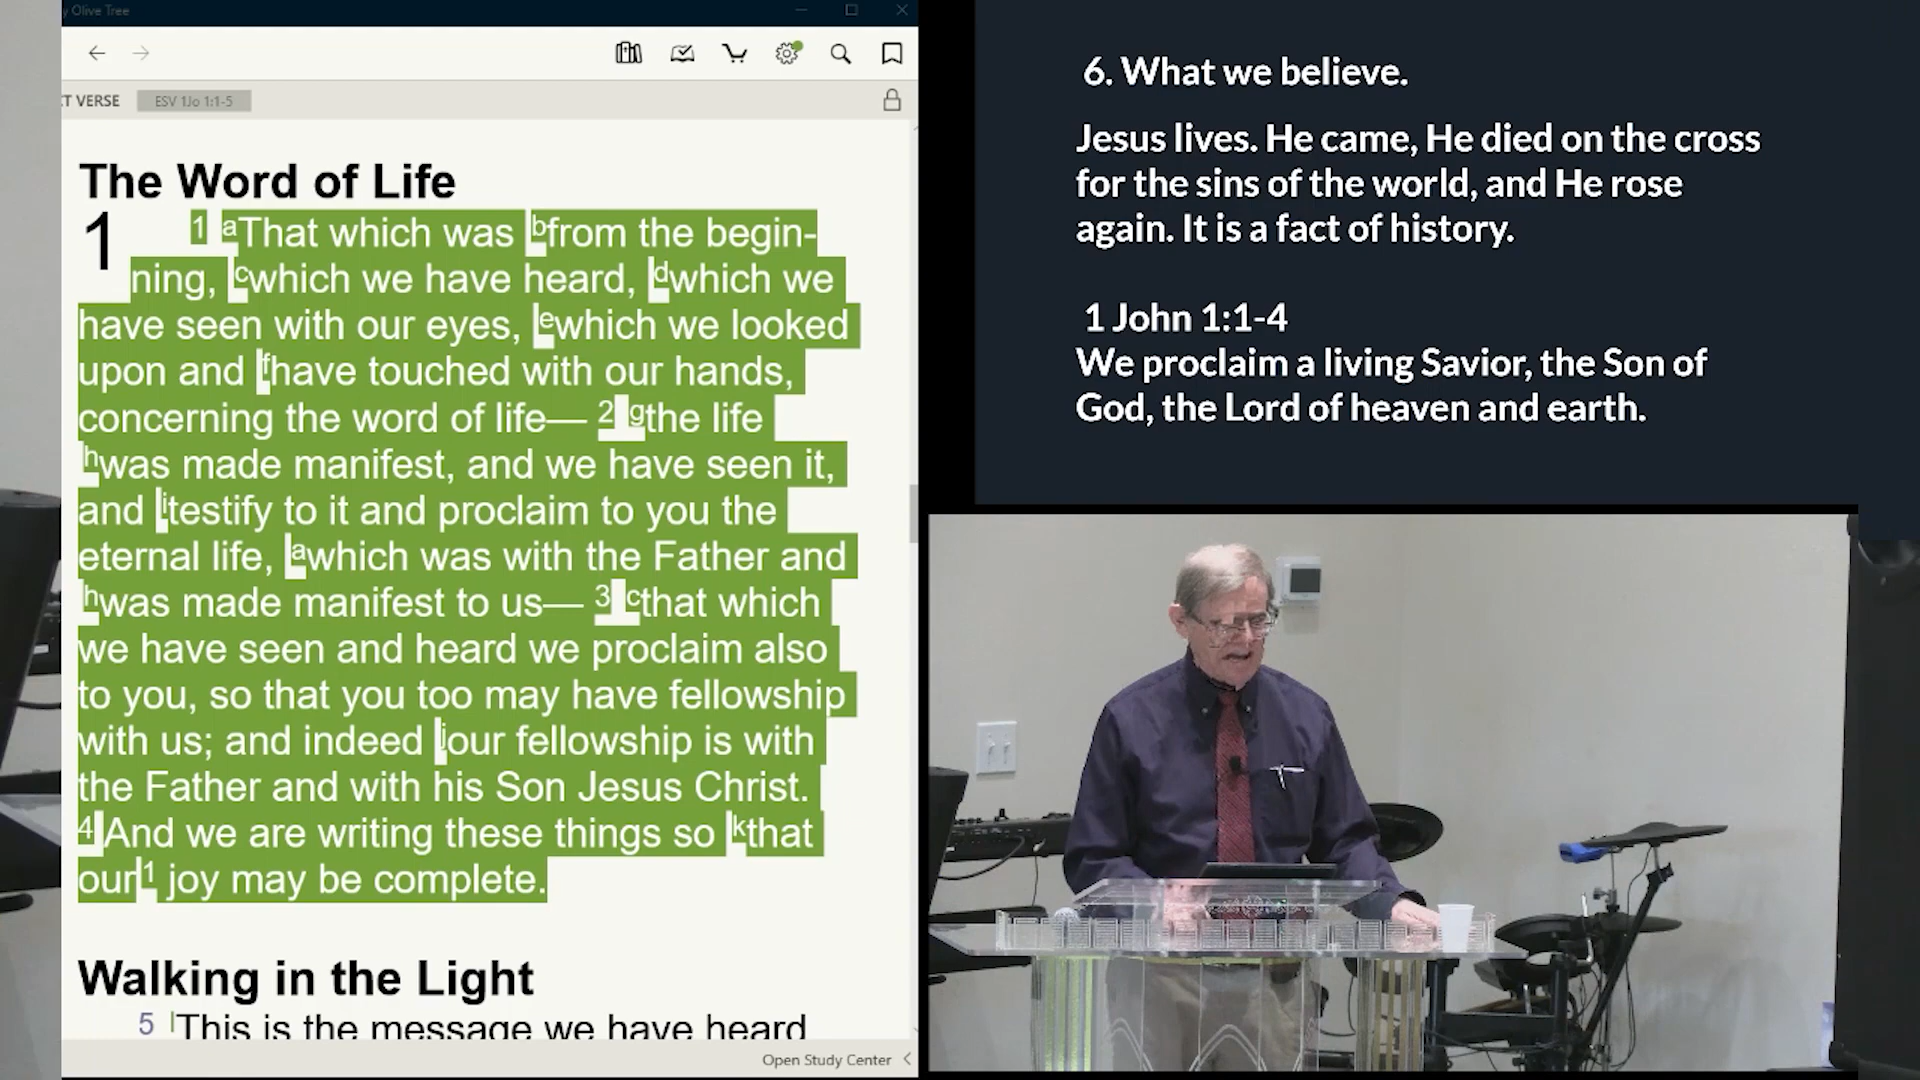 y Olive Tree
T VERSE
ESV 1Jo 1:1-5
The Word of Life
1 1 aThat which was bfrom the begin-
ning, cwhich we have heard, dwhich we
have seen with our eyes, ewhich we looked
upon and fhave touched with our hands,
concerning the word of life— 2 gthe life
hwas made manifest, and we have seen it,
and itestify to it and proclaim to you the
eternal life, awhich was with the Father and
hwas made manifest to us— 3 cthat which
we have seen and heard we proclaim also
to you, so that you too may have fellowship
with us; and indeed jour fellowship is with
the Father and with his Son Jesus Christ.
4 And we are writing these things so kthat
our1 joy may be complete.
Walking in the Light
5 lThis is the message we have heard
Open Study Center
6. What we believe.
Jesus lives. He came, He died on the cross
for the sins of the world, and He rose
again. It is a fact of history.
1 John 1:1-4
We proclaim a living Savior, the Son of
God, the Lord of heaven and earth.